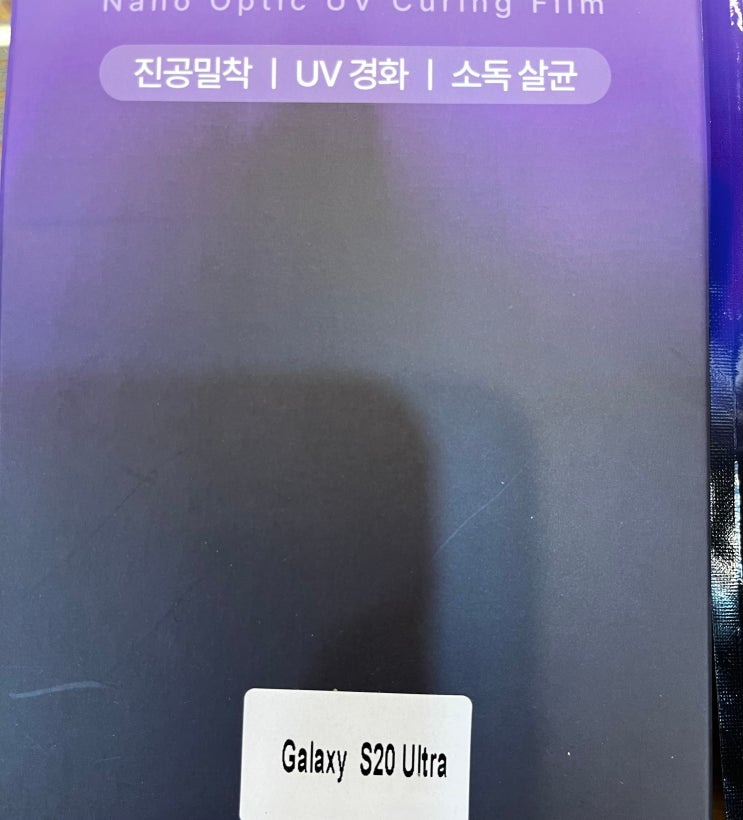 Nano Optic UV Curing Film
진공밀착 | UV 경화 | 소독 살균
Galaxy S20 Ultra